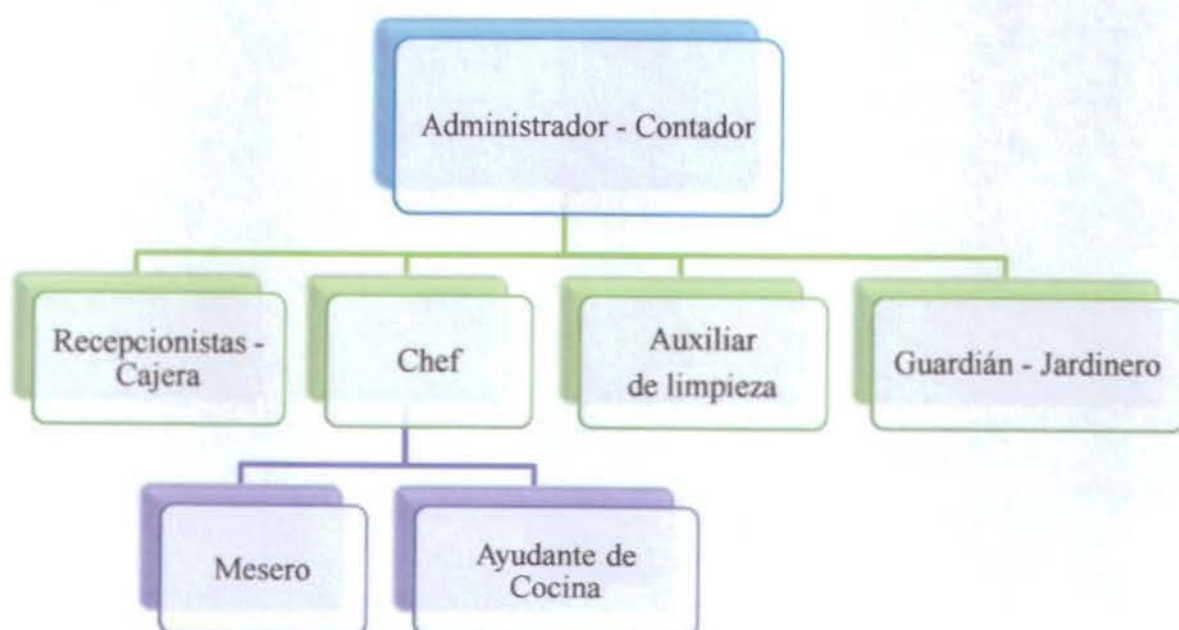 Administrador - Contador
Recepcionistas -
Cajera
Chef
Auxiliar
de limpieza
Guardián - Jardinero
Mesero
Ayudante de
Cocina